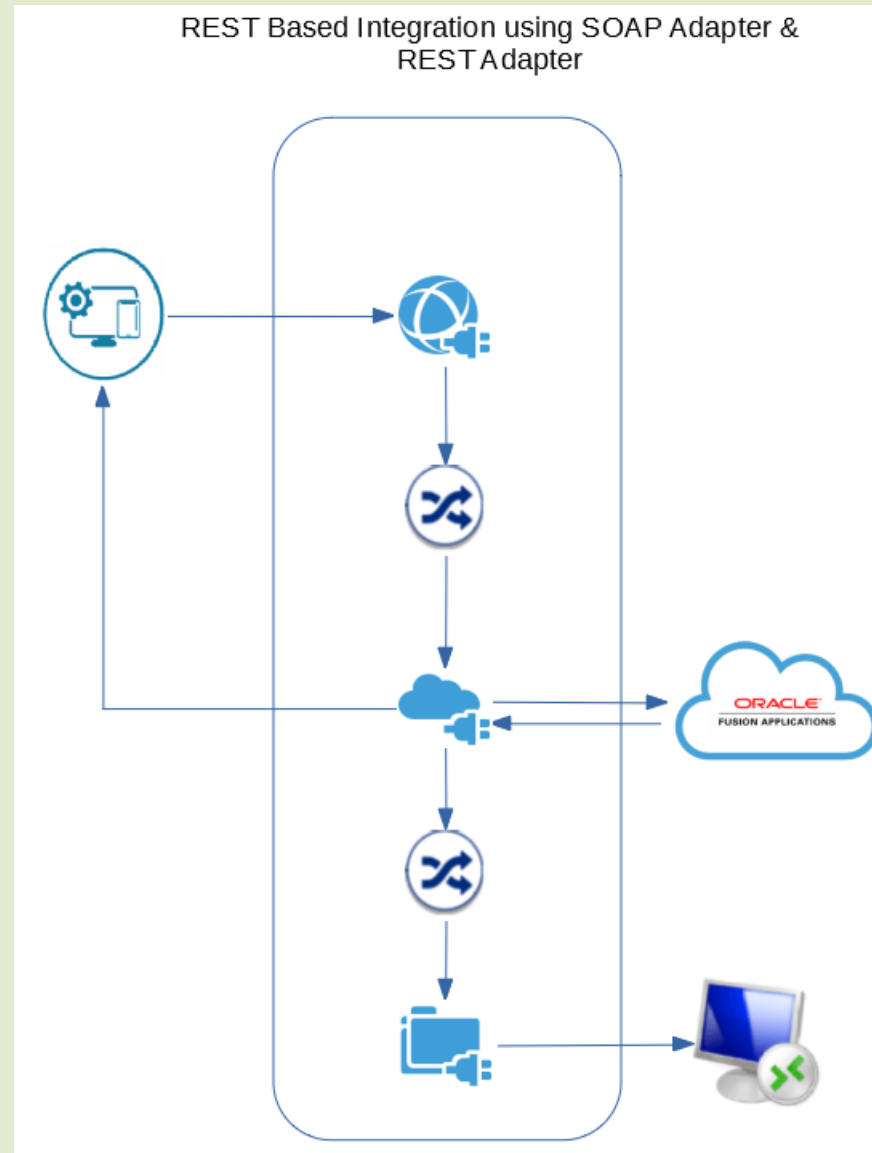 REST Based Integration using SOAP Adapter &
REST Adapter
ORACLE
FUSION APPLICATIONS